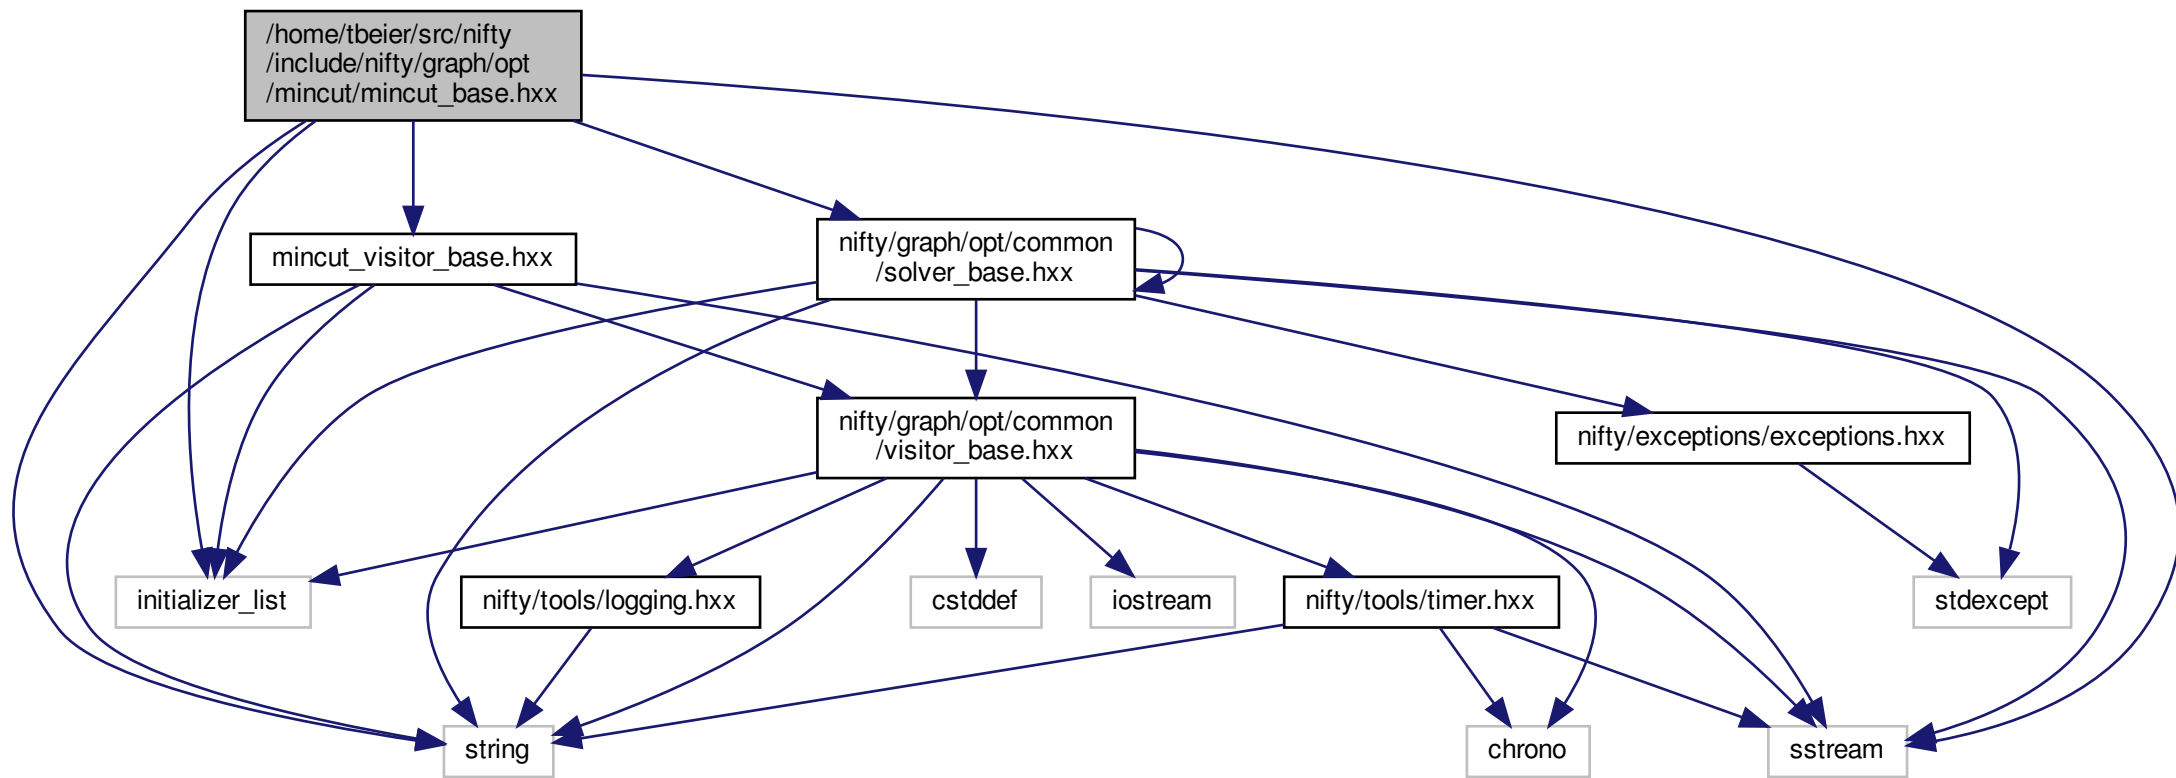 /home/tbeier/src/nifty
/include/nifty/graph/opt
/mincut/mincut_base.hxx
mincut_visitor_base.hxx
nifty/graph/opt/common
/solver_base.hxx
nifty/graph/opt/common
/visitor_base.hxx
nifty/exceptions/exceptions.hxx
initializer_list
nifty/tools/logging.hxx
cstddef
iostream
nifty/tools/timer.hxx
stdexcept
string
chrono
sstream